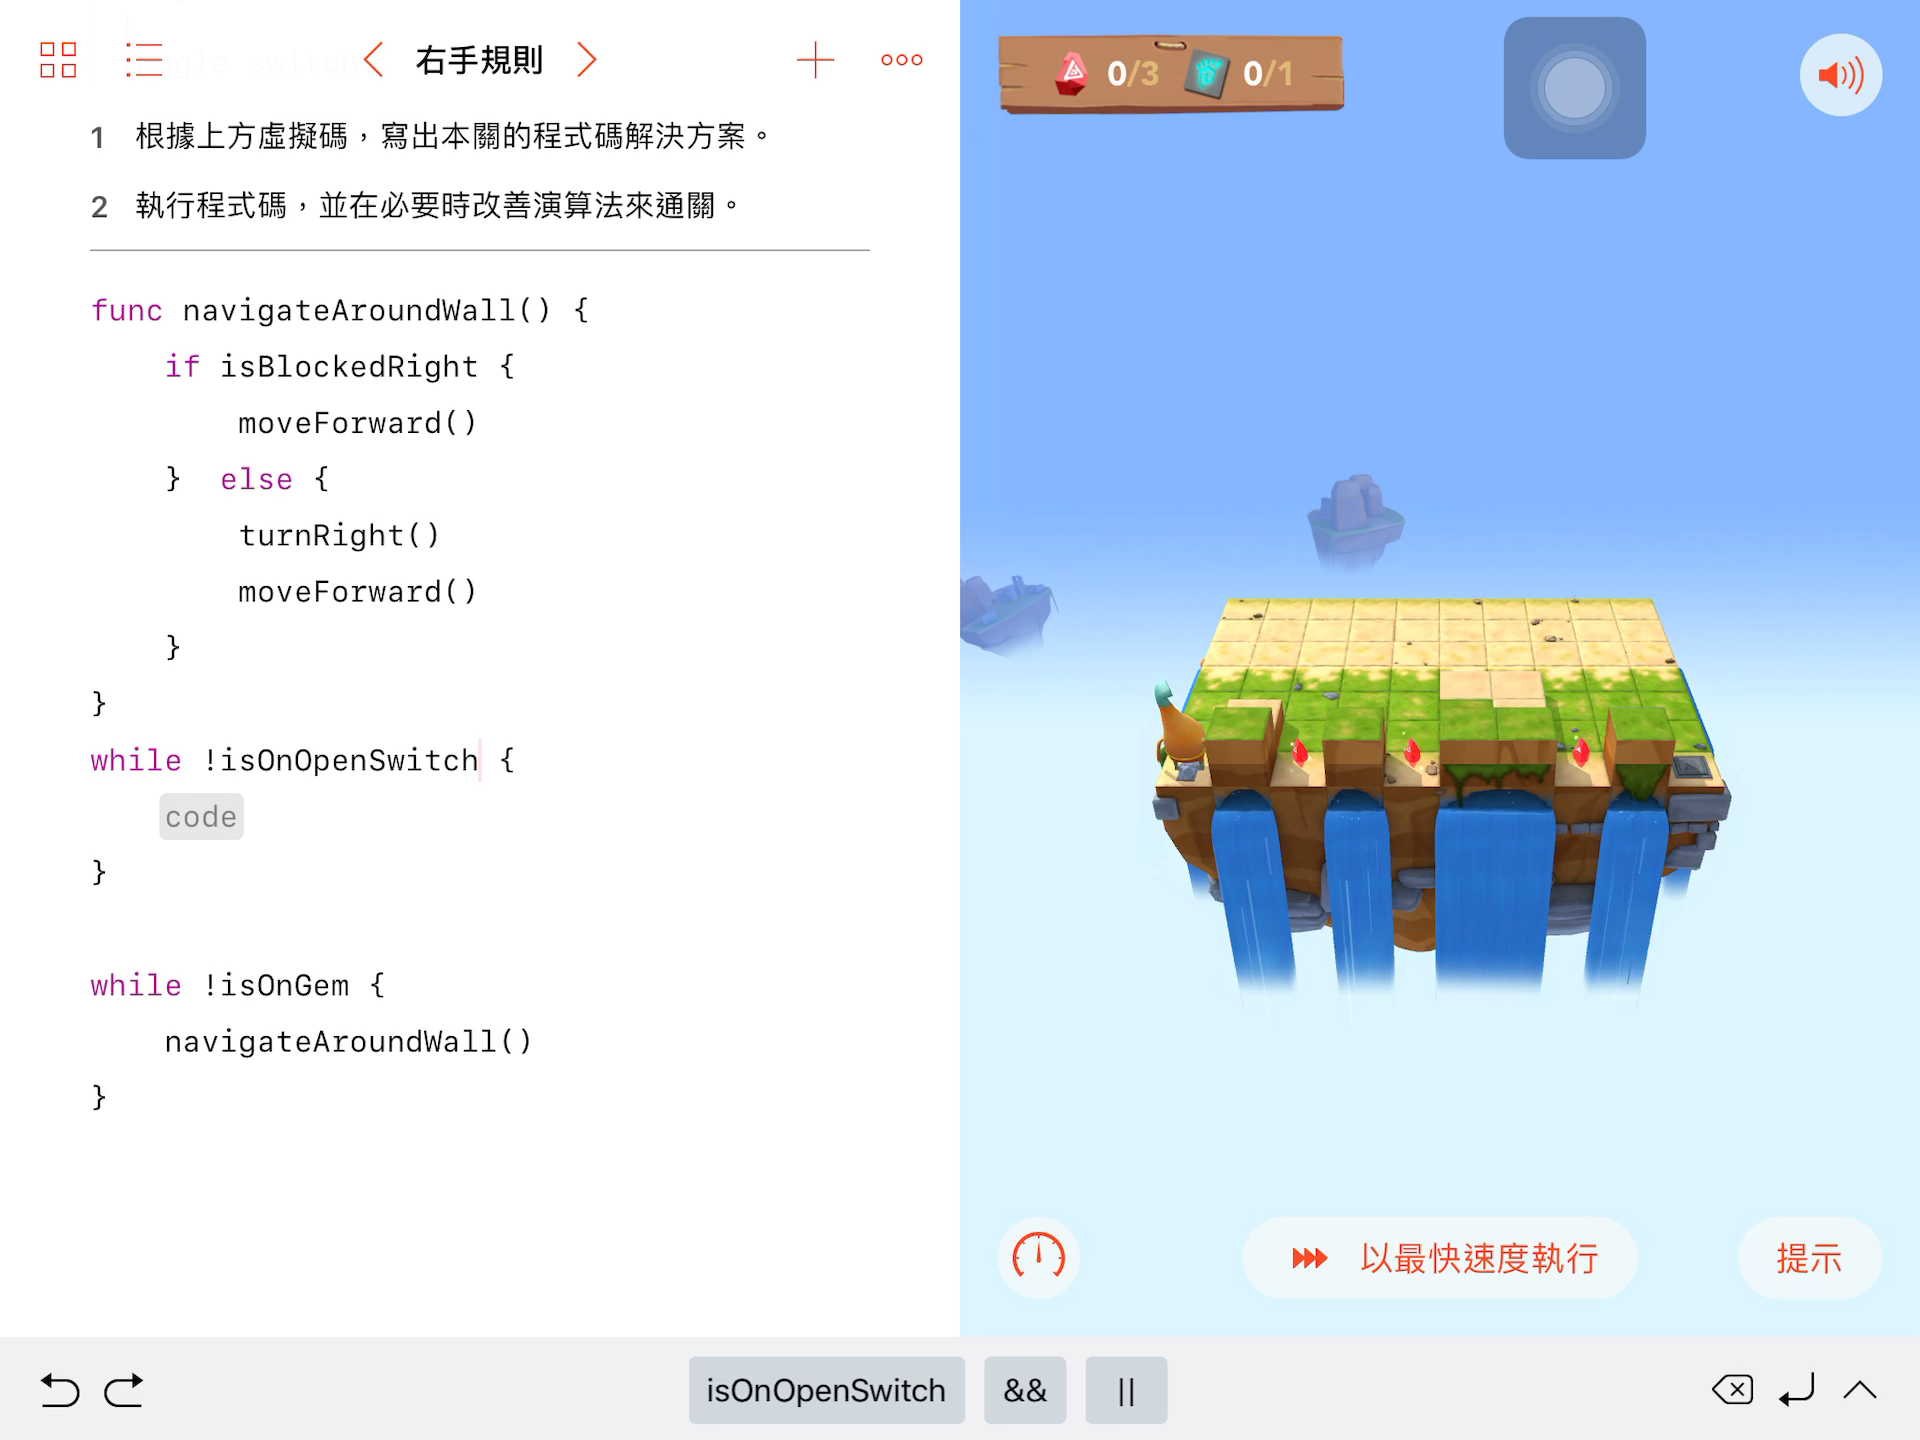 右手規則
1 根據上方虛擬碼，寫出本關的程式碼解決方案。
2 執行程式碼，並在必要時改善演算法來通關。
func navigateAroundWall() {
if isBlockedRight {
moveForward()
} else {
turnRight()
moveForward()
}
}
while !isOnOpenSwitch {
code
}
while !isOnGem {
navigateAroundWall()
}
0/3 0/1
以最快速度執行
提示
isOnOpenSwitch && ||